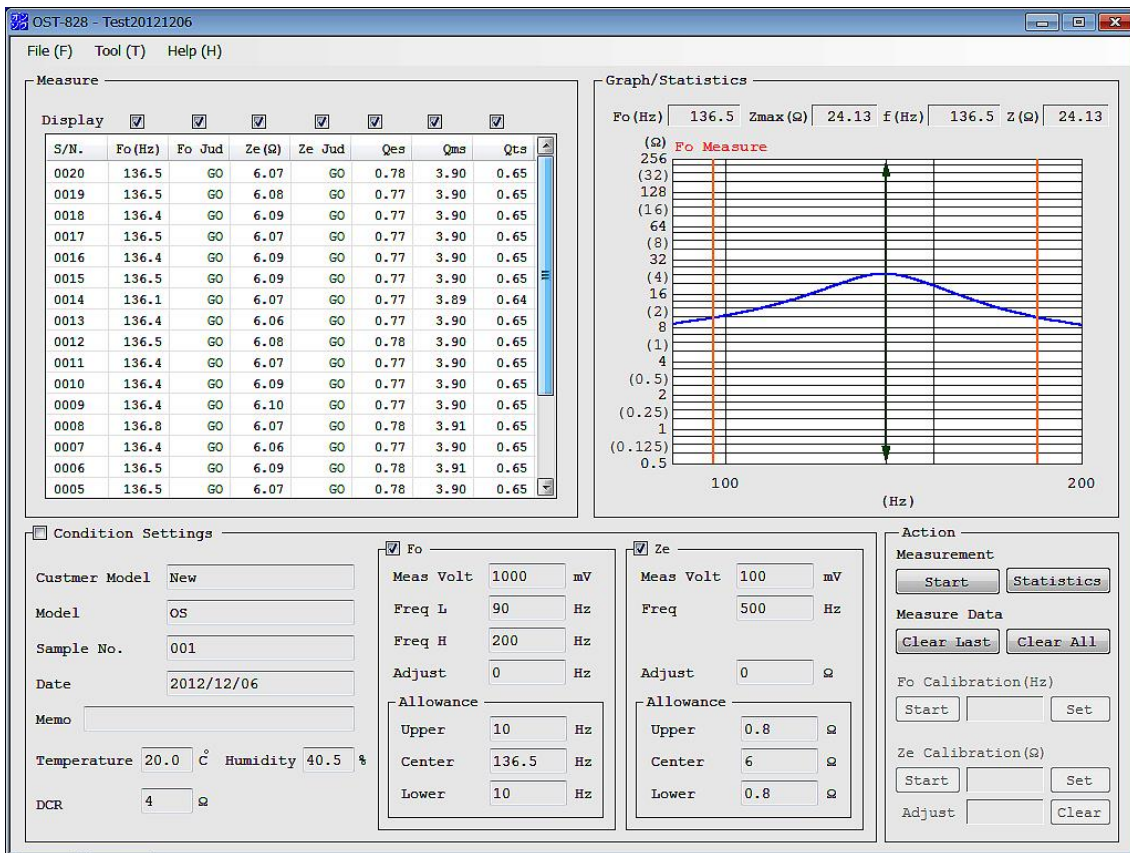 OST-828 - Test20121206
File (F) Tool (T) Help (H)
Measure
Display
S/N. Fo(Hz) Fo Jud Ze(Ω) Ze Jud Qes Qms Qts
0020 136.5 GO 6.07 GO 0.78 3.90 0.65
0019 136.5 GO 6.08 GO 0.77 3.90 0.65
0018 136.4 GO 6.09 GO 0.77 3.90 0.65
0017 136.5 GO 6.07 GO 0.77 3.90 0.65
0016 136.4 GO 6.09 GO 0.77 3.90 0.65
0015 136.5 GO 6.09 GO 0.77 3.90 0.65
0014 136.1 GO 6.07 GO 0.77 3.89 0.64
0013 136.4 GO 6.06 GO 0.77 3.90 0.65
0012 136.5 GO 6.08 GO 0.78 3.90 0.65
0011 136.4 GO 6.07 GO 0.77 3.90 0.65
0010 136.4 GO 6.09 GO 0.77 3.90 0.65
0009 136.4 GO 6.10 GO 0.77 3.90 0.65
0008 136.8 GO 6.07 GO 0.78 3.91 0.65
0007 136.4 GO 6.06 GO 0.77 3.90 0.65
0006 136.5 GO 6.09 GO 0.78 3.91 0.65
0005 136.5 GO 6.07 GO 0.78 3.90 0.65
Graph/Statistics
Fo(Hz) 136.5 Zmax(Ω) 24.13 f(Hz) 136.5 Z(Ω) 24.13
(Ω) Fo Measure
256
(32)
128
(16)
64
(8)
32
(4)
16
(2)
8
(1)
4
(0.5)
2
(0.25)
1
(0.125)
0.5
100 200
(Hz)
Condition Settings
Custmer Model New
Model OS
Sample No. 001
Date 2012/12/06
Memo
Temperature 20.0 °C Humidity 40.5 %
DCR 4 Ω
Fo
Meas Volt 1000 mV
Freq L 90 Hz
Freq H 200 Hz
Adjust 0 Hz
Allowance
Upper 10 Hz
Center 136.5 Hz
Lower 10 Hz
Ze
Meas Volt 100 mV
Freq 500 Hz
Adjust 0 Ω
Allowance
Upper 0.8 Ω
Center 6 Ω
Lower 0.8 Ω
Action
Measurement
Start Statistics
Measure Data
Clear Last Clear All
Fo Calibration(Hz)
Start Set
Ze Calibration(Ω)
Start Set
Adjust Clear